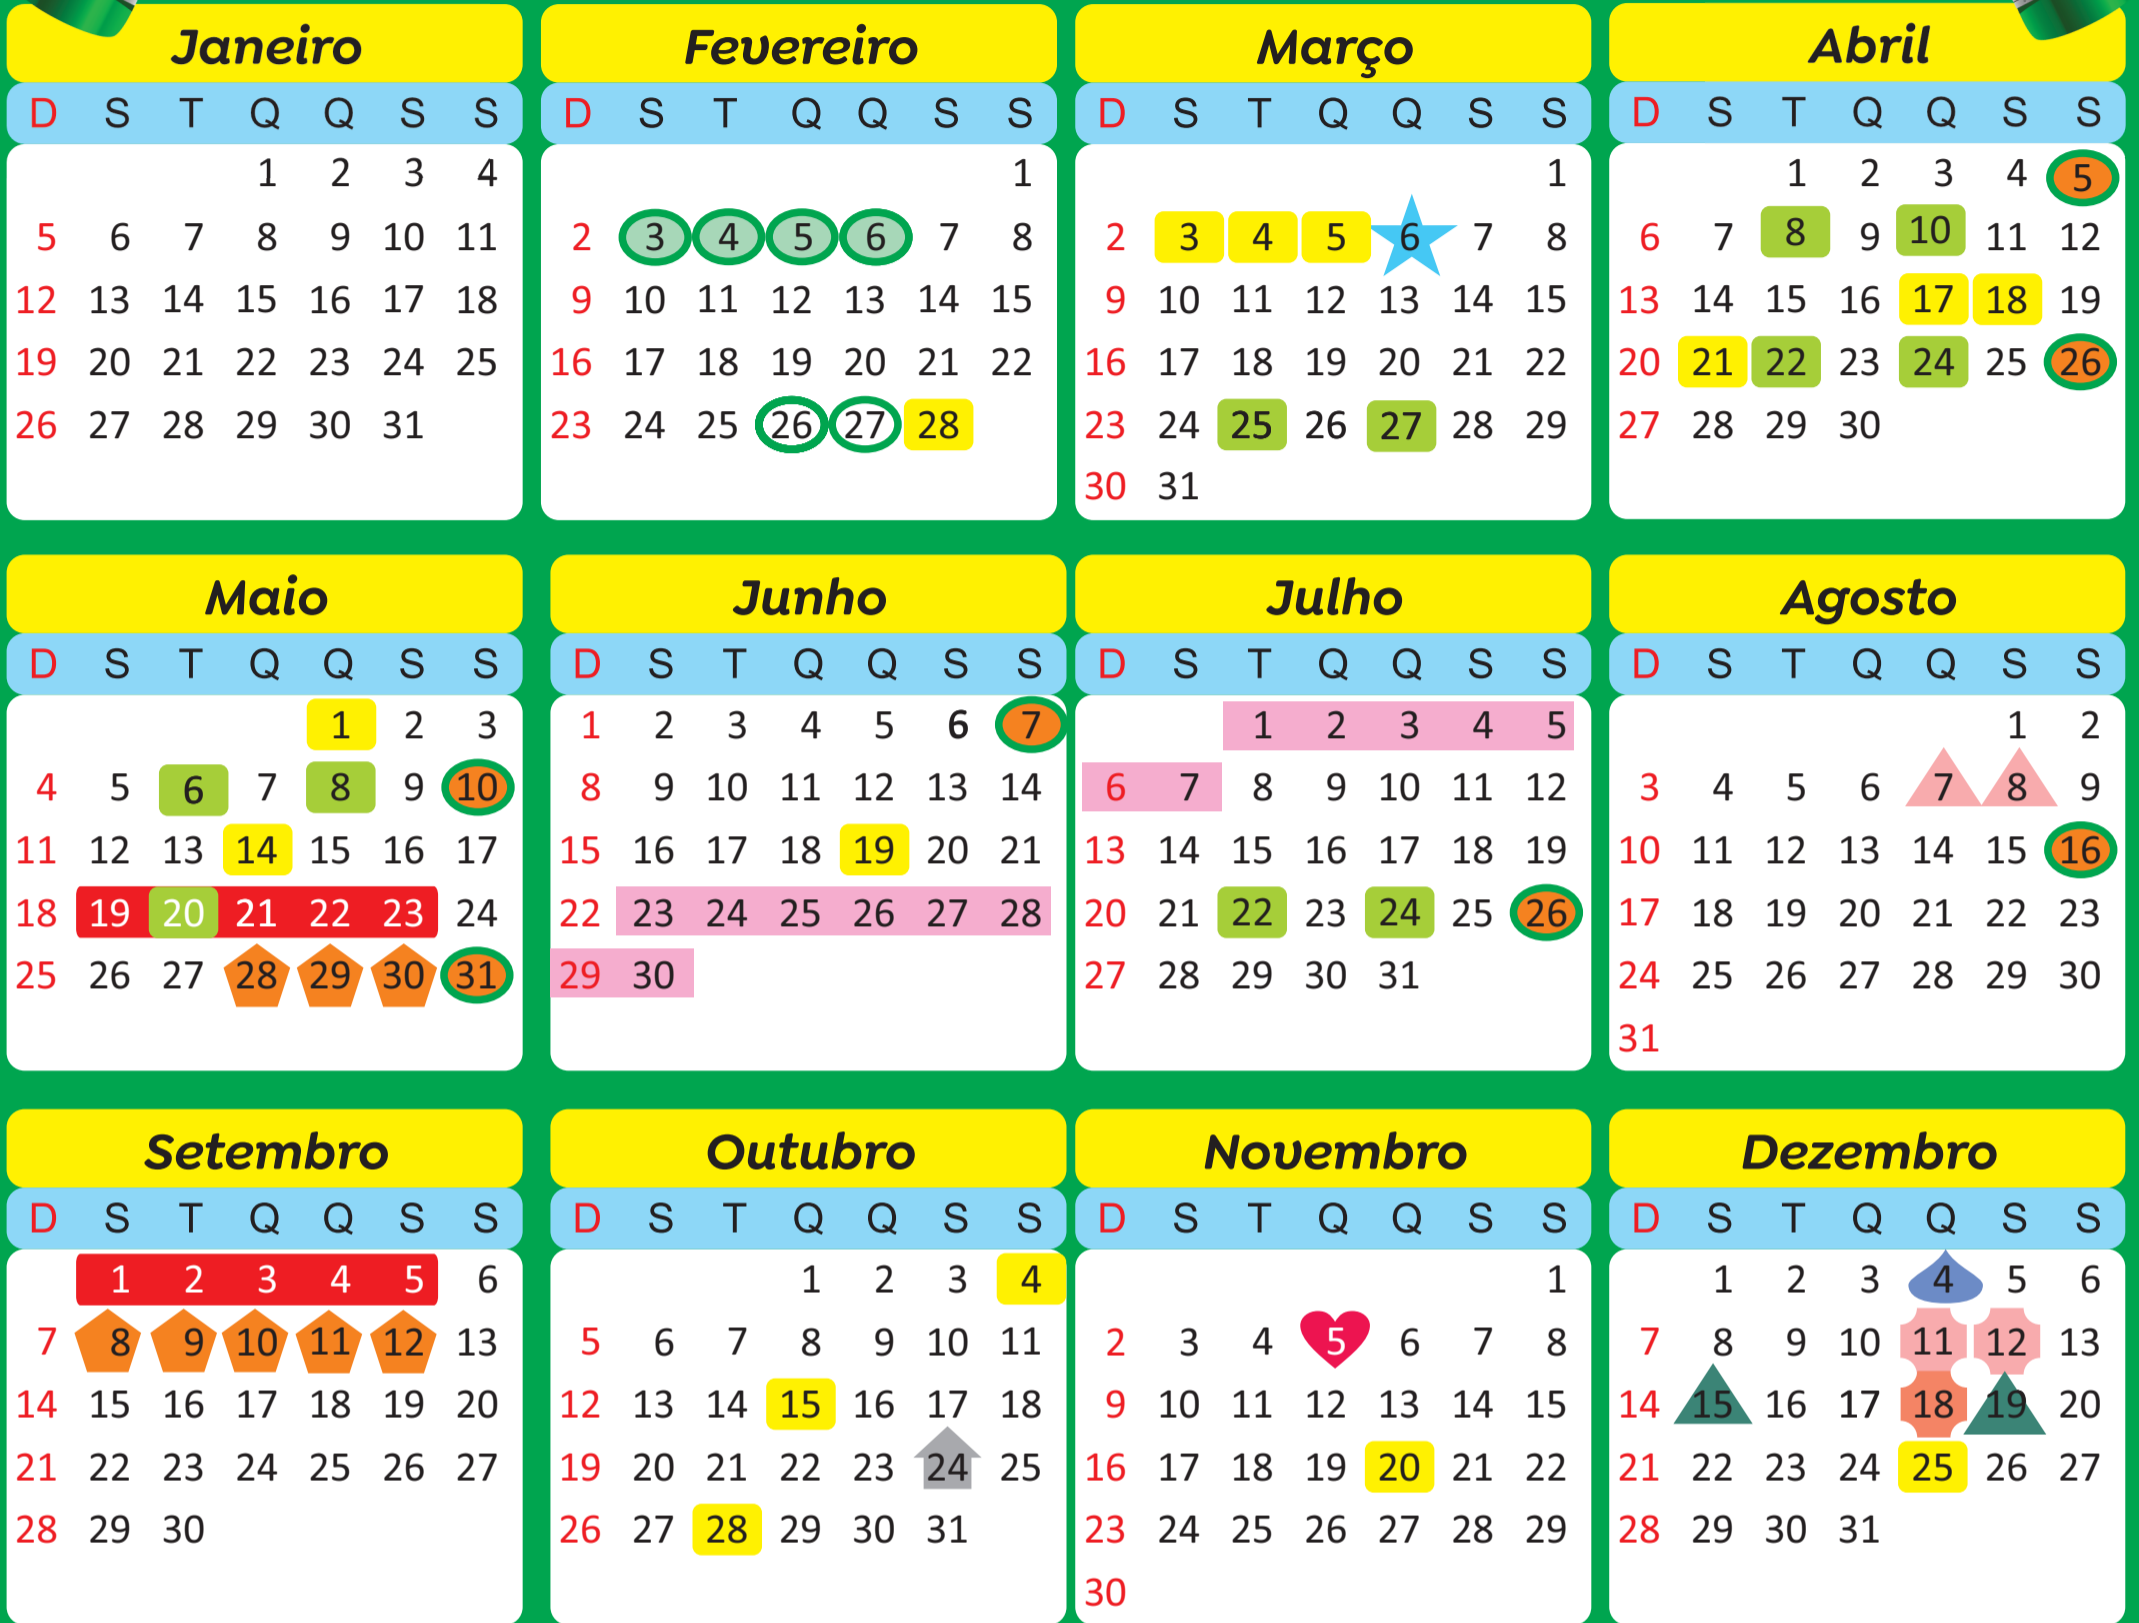 Janeiro
D S T Q Q S S
1 2 3 4
5 6 7 8 9 10 11
12 13 14 15 16 17 18
19 20 21 22 23 24 25
26 27 28 29 30 31
Fevereiro
D S T Q Q S S
1
2 3 4 5 6 7 8
9 10 11 12 13 14 15
16 17 18 19 20 21 22
23 24 25 26 27 28
Março
D S T Q Q S S
1
2 3 4 5 6 7 8
9 10 11 12 13 14 15
16 17 18 19 20 21 22
23 24 25 26 27 28 29
30 31
Abril
D S T Q Q S S
1 2 3 4 5
6 7 8 9 10 11 12
13 14 15 16 17 18 19
20 21 22 23 24 25 26
27 28 29 30
Maio
D S T Q Q S S
1 2 3
4 5 6 7 8 9 10
11 12 13 14 15 16 17
18 19 20 21 22 23 24
25 26 27 28 29 30 31
Junho
D S T Q Q S S
1 2 3 4 5 6 7
8 9 10 11 12 13 14
15 16 17 18 19 20 21
22 23 24 25 26 27 28
29 30
Julho
D S T Q Q S S
1 2 3 4 5
6 7 8 9 10 11 12
13 14 15 16 17 18 19
20 21 22 23 24 25 26
27 28 29 30 31
Agosto
D S T Q Q S S
1 2
3 4 5 6 7 8 9
10 11 12 13 14 15 16
17 18 19 20 21 22 23
24 25 26 27 28 29 30
31
Setembro
D S T Q Q S S
1 2 3 4 5 6
7 8 9 10 11 12 13
14 15 16 17 18 19 20
21 22 23 24 25 26 27
28 29 30
Outubro
D S T Q Q S S
1 2 3 4
5 6 7 8 9 10 11
12 13 14 15 16 17 18
19 20 21 22 23 24 25
26 27 28 29 30 31
Novembro
D S T Q Q S S
1
2 3 4 5 6 7 8
9 10 11 12 13 14 15
16 17 18 19 20 21 22
23 24 25 26 27 28 29
30
Dezembro
D S T Q Q S S
1 2 3 4 5 6
7 8 9 10 11 12 13
14 15 16 17 18 19 20
21 22 23 24 25 26 27
28 29 30 31